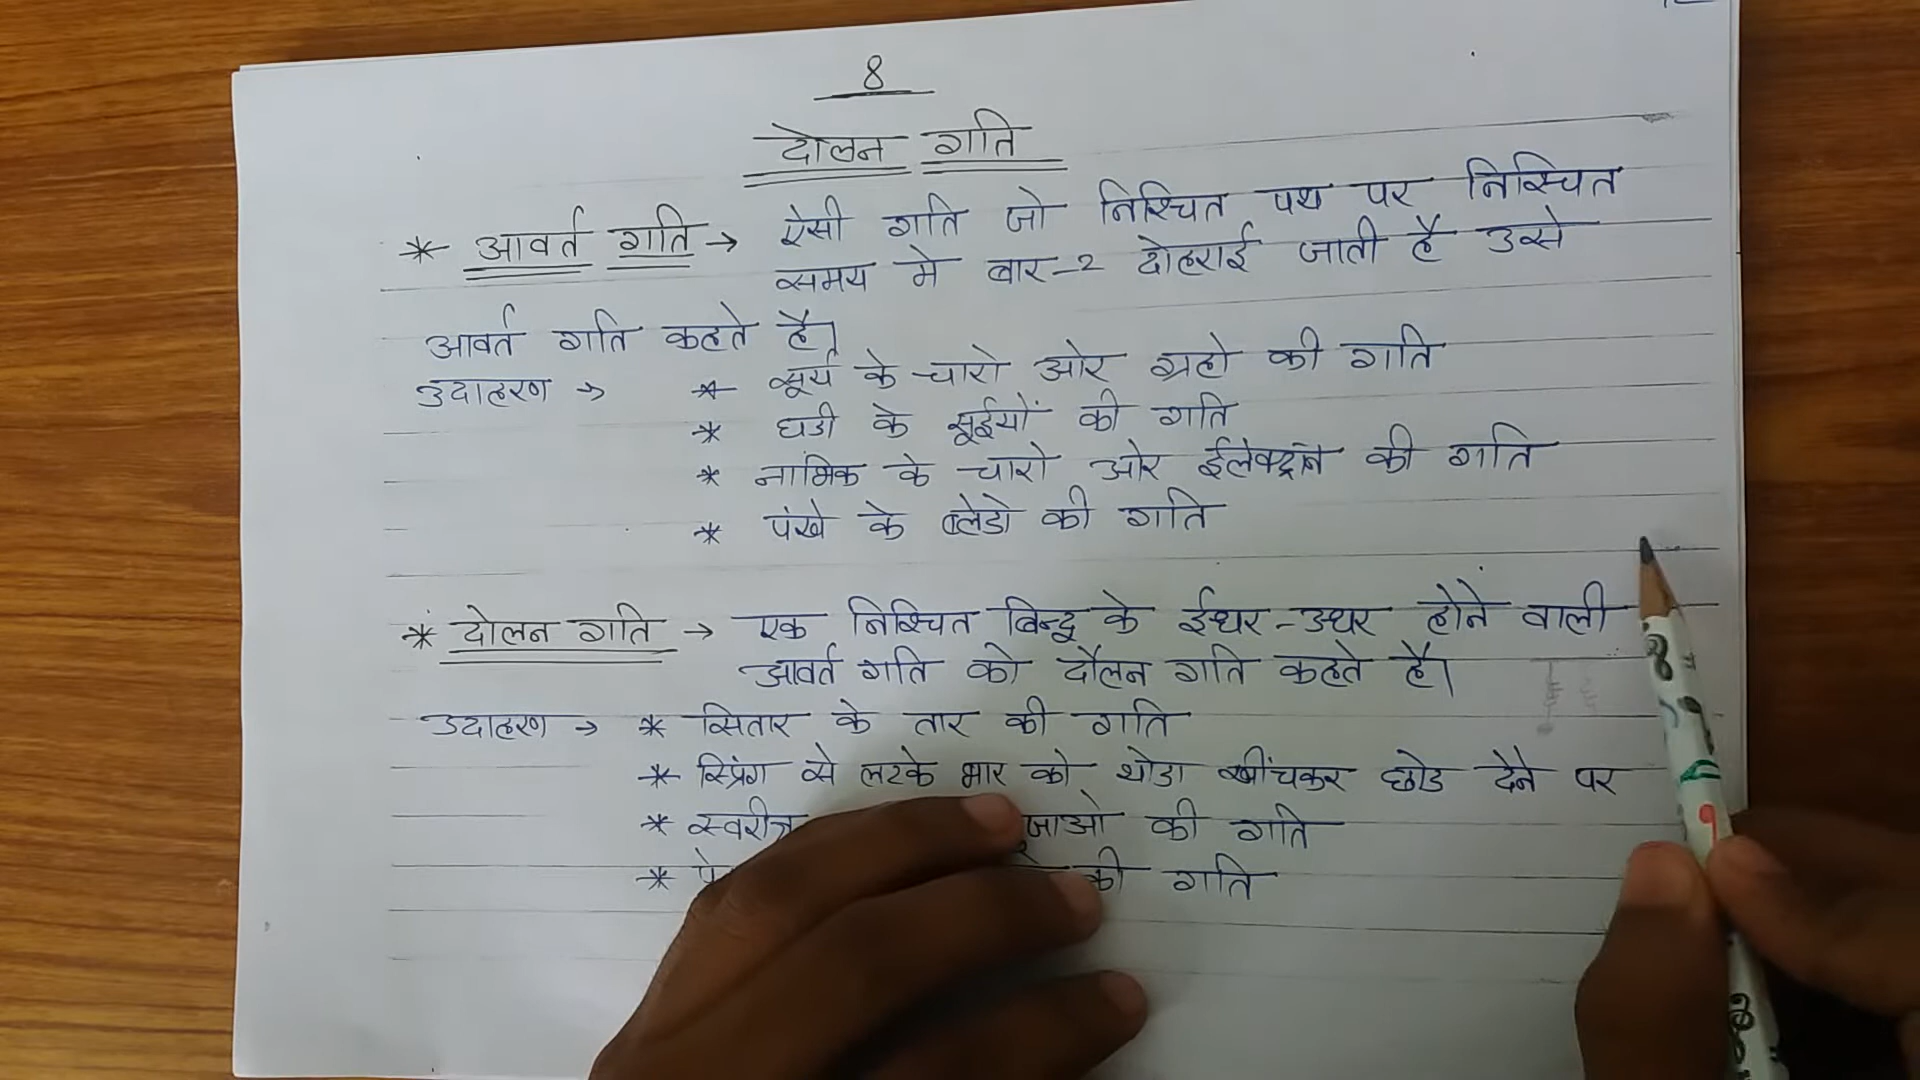 8
दोलन गति
* आवर्त गति → ऐसी गति जो निश्चित पथ पर निश्चित
समय मे बार-2 दोहराई जाती है उसे
आवर्त गति कहते है।
उदाहरण → * सूर्य के चारो ओर ग्रहो की गति
* घडी के सूईयों की गति
* नाभिक के चारो ओर ईलेक्ट्रान की गति
* पंखे के ब्लेडो की गति
* दोलन गति → एक निश्चित बिन्दू के ईधर-उधर होने वाली
आवर्त गति को दौलन गति कहते है।
उदाहरण → * सितार के तार की गति
* स्प्रिंग से लटके भार को थोडा खींचकर छोड देने पर
* की गति
* की गति